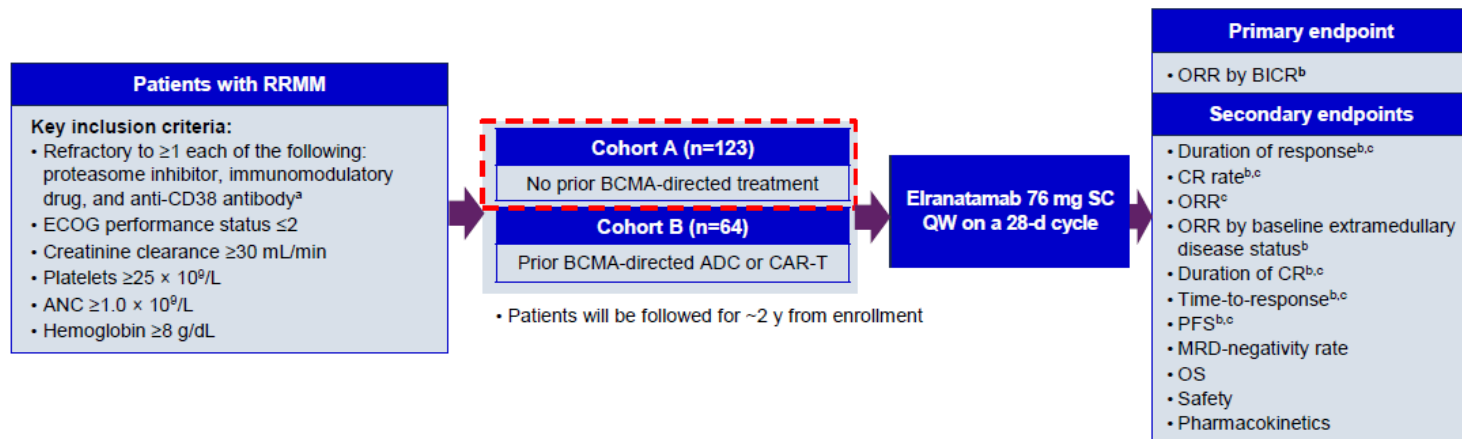 Patients with RRMM
Key inclusion criteria:
• Refractory to ≥1 each of the following:
proteasome inhibitor, immunomodulatory
drug, and anti-CD38 antibodyᵃ
• ECOG performance status ≤2
• Creatinine clearance ≥30 mL/min
• Platelets ≥25 × 10⁹/L
• ANC ≥1.0 × 10⁹/L
• Hemoglobin ≥8 g/dL
Cohort A (n=123)
No prior BCMA-directed treatment
Cohort B (n=64)
Prior BCMA-directed ADC or CAR-T
• Patients will be followed for ~2 y from enrollment
Elranatamab 76 mg SC
QW on a 28-d cycle
Primary endpoint
• ORR by BICRᵇ
Secondary endpoints
• Duration of responseᵇ,ᶜ
• CR rateᵇ,ᶜ
• ORRᶜ
• ORR by baseline extramedullary
disease statusᵇ
• Duration of CRᵇ,ᶜ
• Time-to-responseᵇ,ᶜ
• PFSᵇ,ᶜ
• MRD-negativity rate
• OS
• Safety
• Pharmacokinetics